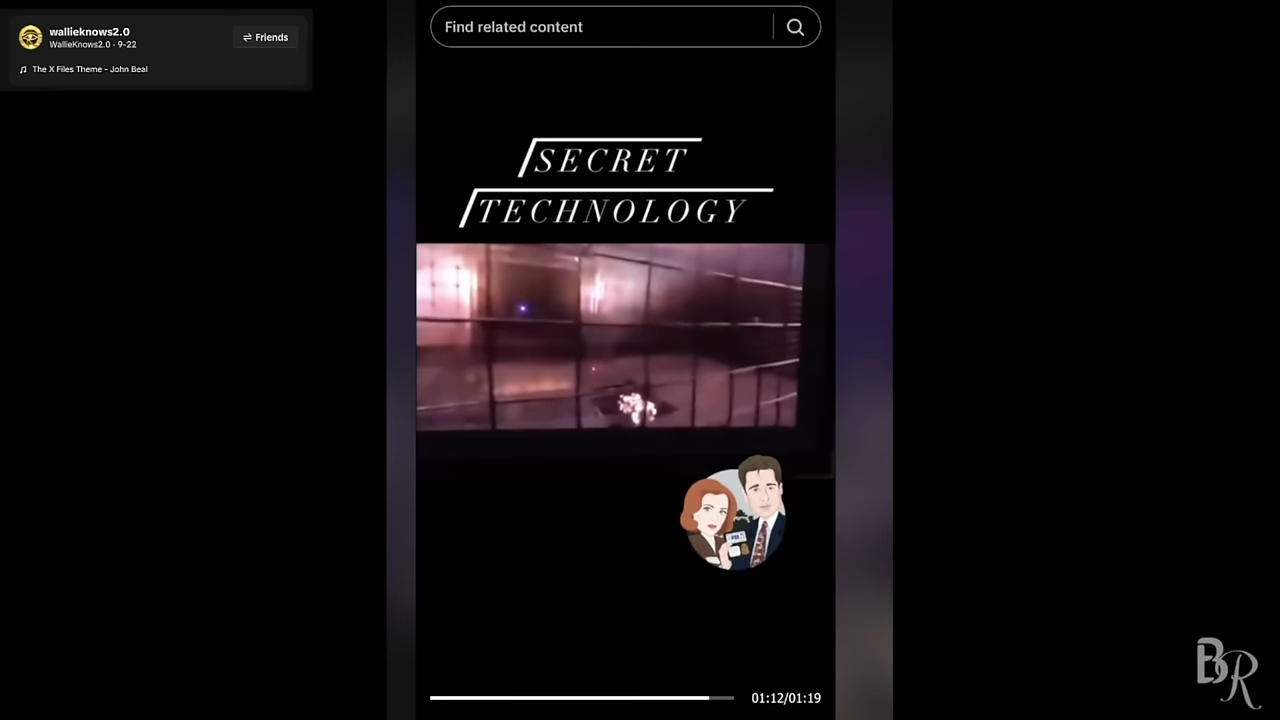 wallieknows2.0
WallieKnows2.0 · 9-22
Friends
The X Files Theme - John Beal
Find related content
SECRET
TECHNOLOGY
01:12/01:19
BR